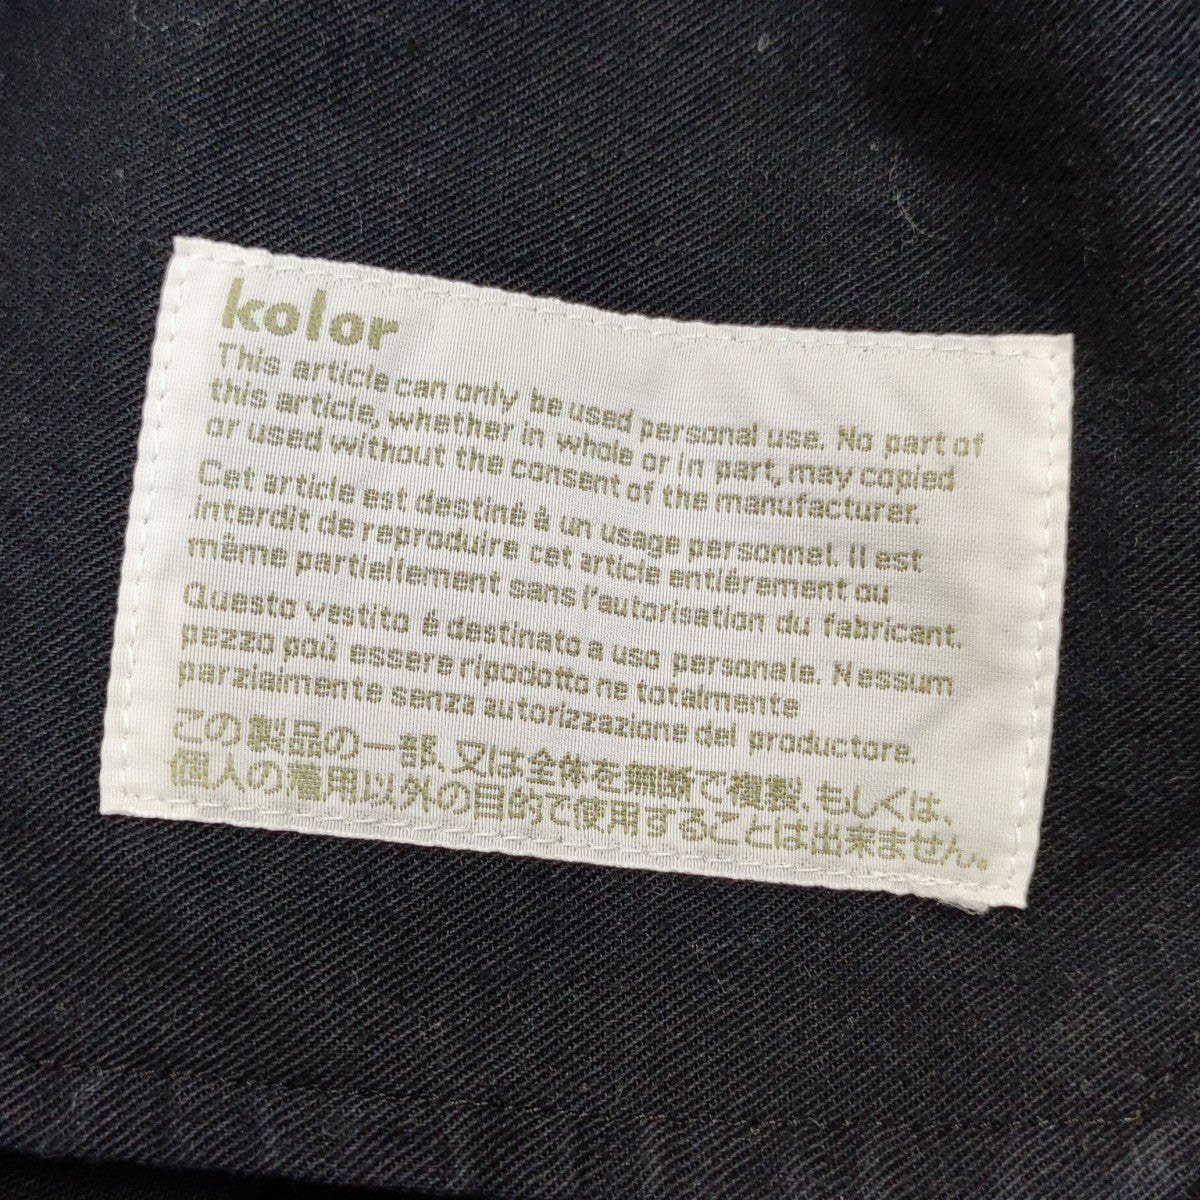 kolor
This article can only be used personal use. No part of
this article, whether in whole or in part, may copied
or used without the consent of the manufacturer.
Cet article est destiné à un usage personnel. Il est
interdit de reproduire cet article entiérement ou
même partiellement sans l'autorisation du fabricant.
Questo vestito é destinato a uso personale. Nessum
pezzo poù essere ripodotto ne totalmente
parzialmente senza autorizzazione del productore.
この製品の一部、又は全体を無断で複製、もしくは、
個人の着用以外の目的で使用することは出来ません。